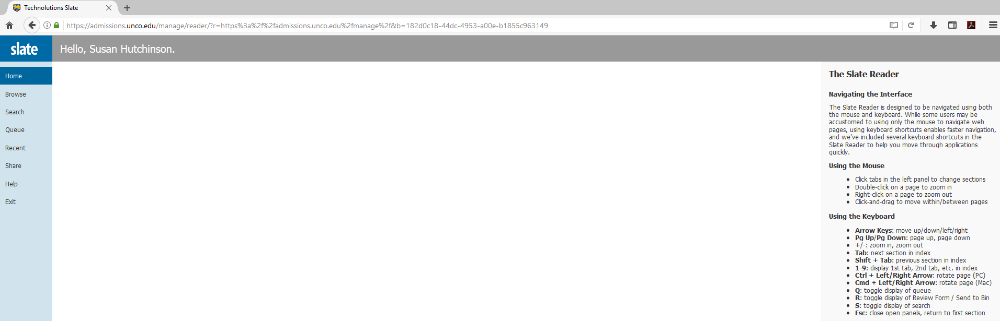 Technolutions Slate
https://admissions.unco.edu/manage/reader/?r=https%3a%2f%2fadmissions.unco.edu%2fmanage%2f&b=182d0c18-44dc-4953-a00e-b1855c963149
slate
Hello, Susan Hutchinson.
Home
Browse
Search
Queue
Recent
Share
Help
Exit
The Slate Reader
Navigating the Interface
The Slate Reader is designed to be navigated using both
the mouse and keyboard. While some users may be
accustomed to using only the mouse to navigate web
pages, using keyboard shortcuts enables faster navigation,
and we've included several keyboard shortcuts in the
Slate Reader to help you move through applications
quickly.
Using the Mouse
• Click tabs in the left panel to change sections
• Double-click on a page to zoom in
• Right-click on a page to zoom out
• Click-and-drag to move within/between pages
Using the Keyboard
• Arrow Keys: move up/down/left/right
• Pg Up/Pg Down: page up, page down
• +/-: zoom in, zoom out
• Tab: next section in index
• Shift + Tab: previous section in index
• 1-9: display 1st tab, 2nd tab, etc. in index
• Ctrl + Left/Right Arrow: rotate page (PC)
• Cmd + Left/Right Arrow: rotate page (Mac)
• Q: toggle display of queue
• R: toggle display of Review Form / Send to Bin
• S: toggle display of search
• Esc: close open panels, return to first section